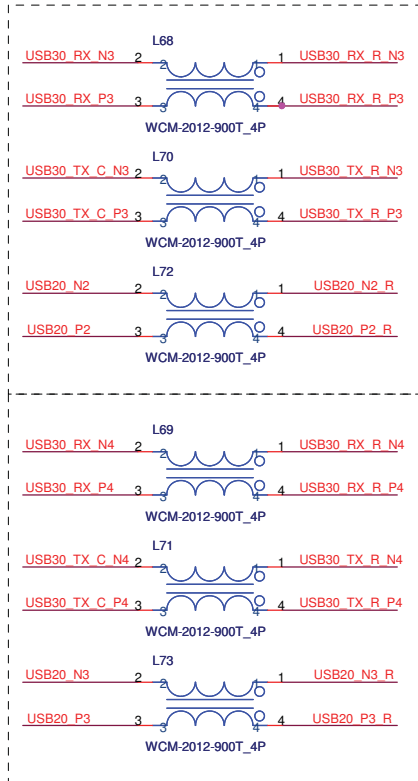 L68
USB30_RX_N3 2 2 1 1 USB30_RX_R_N3
USB30_RX_P3 3 3 4 4 USB30_RX_R_P3
WCM-2012-900T_4P
L70
USB30_TX_C_N3 2 2 1 1 USB30_TX_R_N3
USB30_TX_C_P3 3 3 4 4 USB30_TX_R_P3
WCM-2012-900T_4P
L72
USB20_N2 2 2 1 1 USB20_N2_R
USB20_P2 3 3 4 4 USB20_P2_R
WCM-2012-900T_4P
L69
USB30_RX_N4 2 2 1 1 USB30_RX_R_N4
USB30_RX_P4 3 3 4 4 USB30_RX_R_P4
WCM-2012-900T_4P
L71
USB30_TX_C_N4 2 2 1 1 USB30_TX_R_N4
USB30_TX_C_P4 3 3 4 4 USB30_TX_R_P4
WCM-2012-900T_4P
L73
USB20_N3 2 2 1 1 USB20_N3_R
USB20_P3 3 3 4 4 USB20_P3_R
WCM-2012-900T_4P